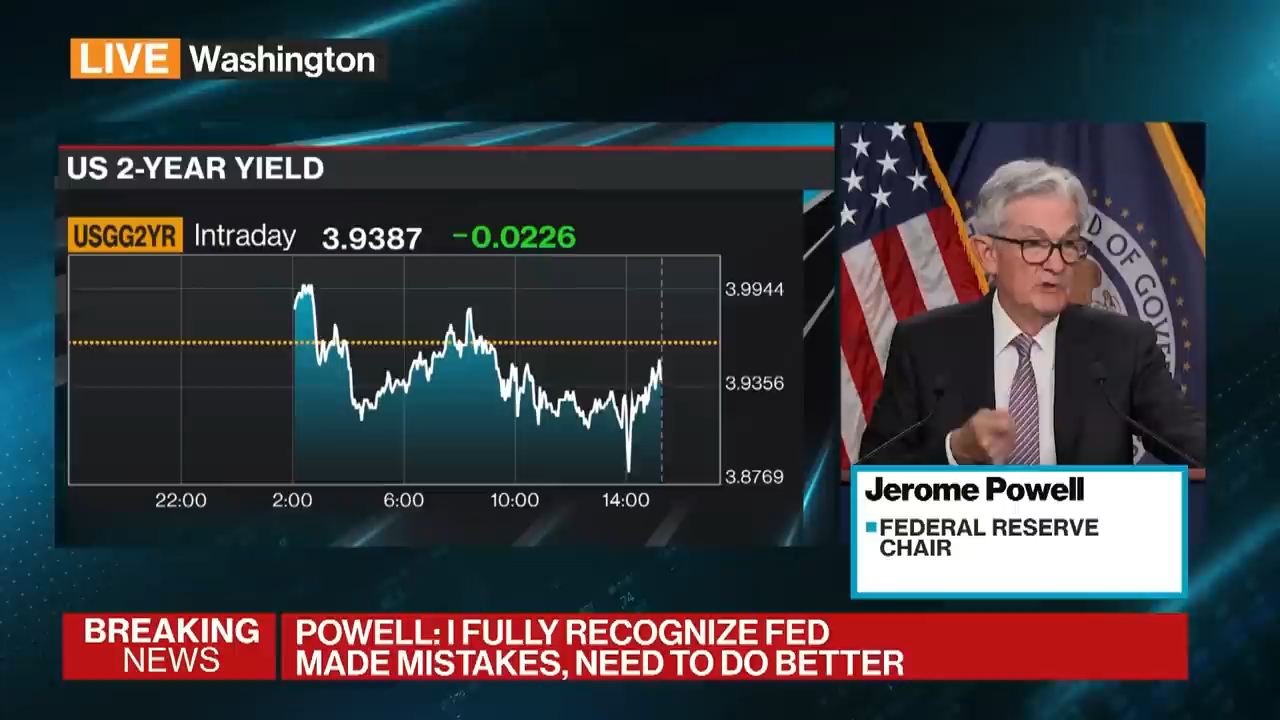 LIVE Washington
US 2-YEAR YIELD
USGG2YR Intraday 3.9387 -0.0226
3.9944
3.9356
3.8769
22:00 2:00 6:00 10:00 14:00
D OF GOV
Jerome Powell
FEDERAL RESERVE
CHAIR
BREAKING
NEWS
POWELL: I FULLY RECOGNIZE FED
MADE MISTAKES, NEED TO DO BETTER